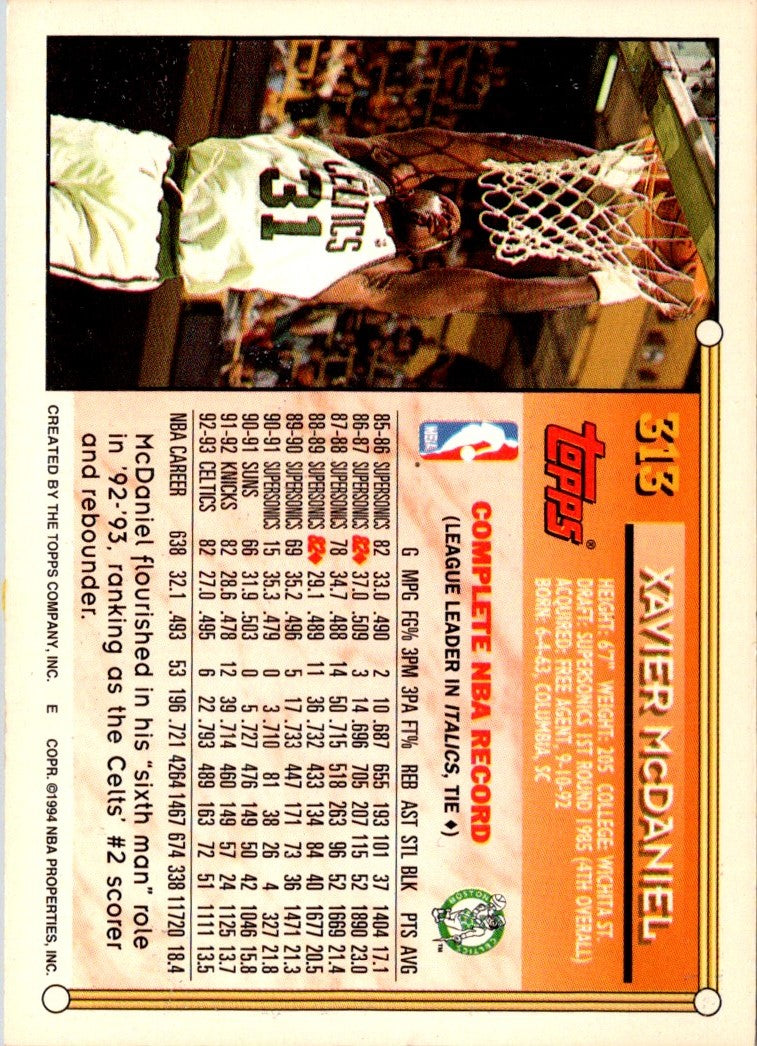 313
XAVIER McDANIEL
TOPPS®
HEIGHT: 6'7" WEIGHT: 205 COLLEGE: WICHITA ST.
DRAFT: SUPERSONICS 1ST ROUND 1985 (4TH OVERALL)
ACQUIRED: FREE AGENT, 9-10-92
BORN: 6-4-63, COLUMBIA, SC
NBA
COMPLETE NBA RECORD
(LEAGUE LEADER IN ITALICS, TIE ♦)
BOSTON CELTICS ™
G MPG FG% 3PM 3PA FT% REB AST STL BLK PTS AVG
85-86 SUPERSONICS 82 33.0 .490 2 10 .687 655 193 101 37 1404 17.1
86-87 SUPERSONICS 82♦ 37.0 .509 3 14 .696 705 207 115 52 1890 23.0
87-88 SUPERSONICS 78 34.7 .488 14 50 .715 518 263 96 52 1669 21.4
88-89 SUPERSONICS 82♦ 29.1 .489 11 36 .732 433 134 84 40 1677 20.5
89-90 SUPERSONICS 69 35.2 .496 5 17 .733 447 171 73 36 1471 21.3
90-91 SUPERSONICS 15 35.3 .479 0 3 .710 81 38 26 4 327 21.8
90-91 SUNS 66 31.9 .503 0 5 .727 476 149 50 42 1046 15.8
91-92 KNICKS 82 28.6 .478 12 39 .714 460 149 57 24 1125 13.7
92-93 CELTICS 82 27.0 .495 6 22 .793 489 163 72 51 1111 13.5
NBA CAREER 638 32.1 .493 53 196 .721 4264 1467 674 338 11720 18.4
McDaniel flourished in his "sixth man" role
in '92-'93, ranking as the Celts' #2 scorer
and rebounder.
CREATED BY THE TOPPS COMPANY, INC. E COPR. ©1994 NBA PROPERTIES, INC.
CELTICS
31